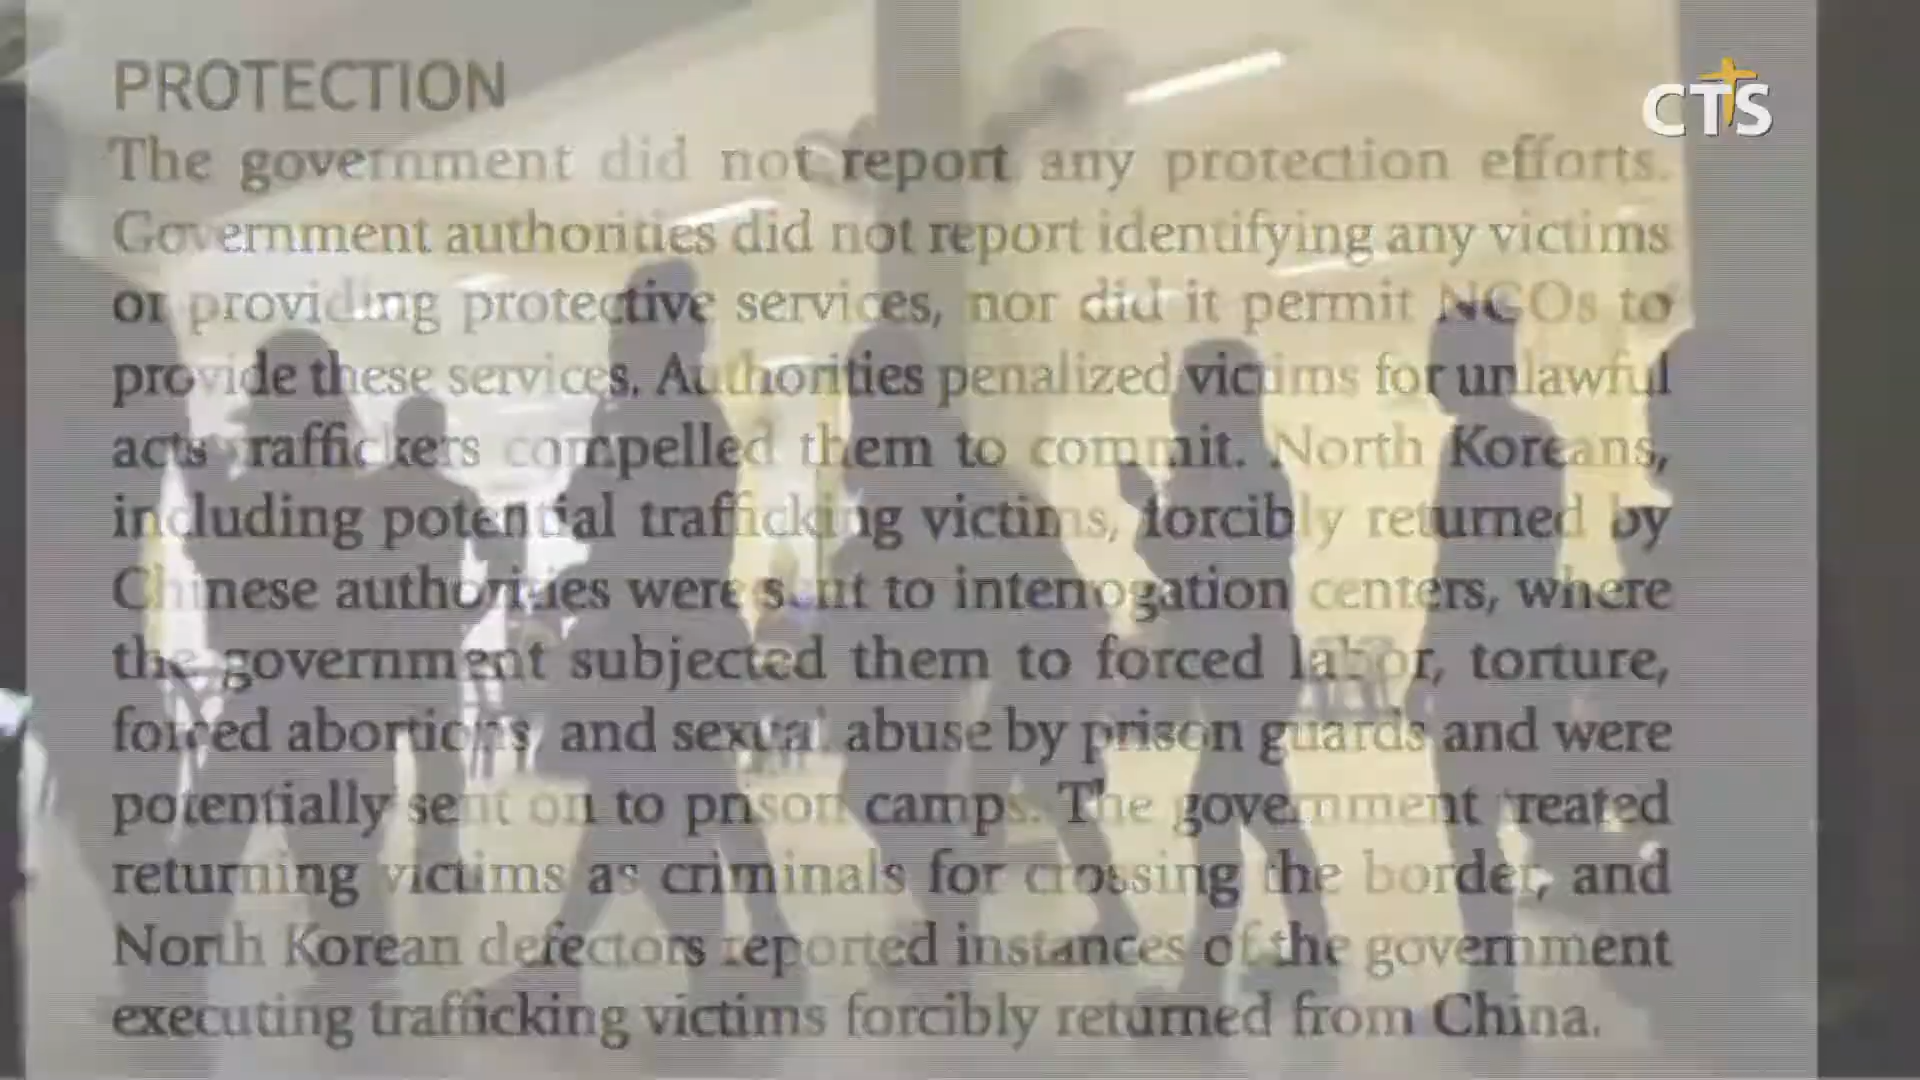 PROTECTION
CTS
The government did not report any protection efforts.
Government authorities did not report identifying any victims
or providing protective services, nor did it permit NGOs to
provide these services. Authorities penalized victims for unlawful
acts traffickers compelled them to commit. North Koreans,
including potential trafficking victims, forcibly returned by
Chinese authorities were sent to interrogation centers, where
the government subjected them to forced labor, torture,
forced abortions, and sexual abuse by prison guards and were
potentially sent on to prison camps. The government treated
returning victims as criminals for crossing the border, and
North Korean defectors reported instances of the government
executing trafficking victims forcibly returned from China.